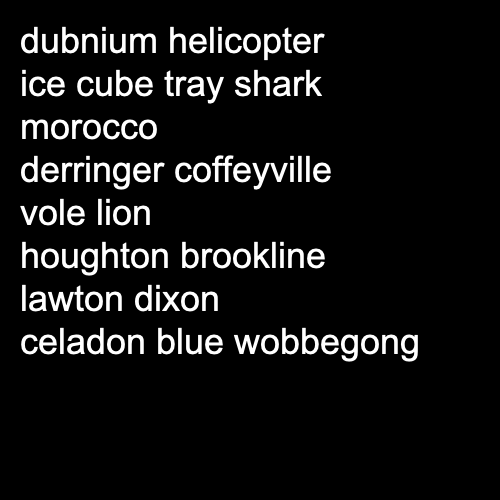 dubnium helicopter
ice cube tray shark
morocco
derringer coffeyville
vole lion
houghton brookline
lawton dixon
celadon blue wobbegong